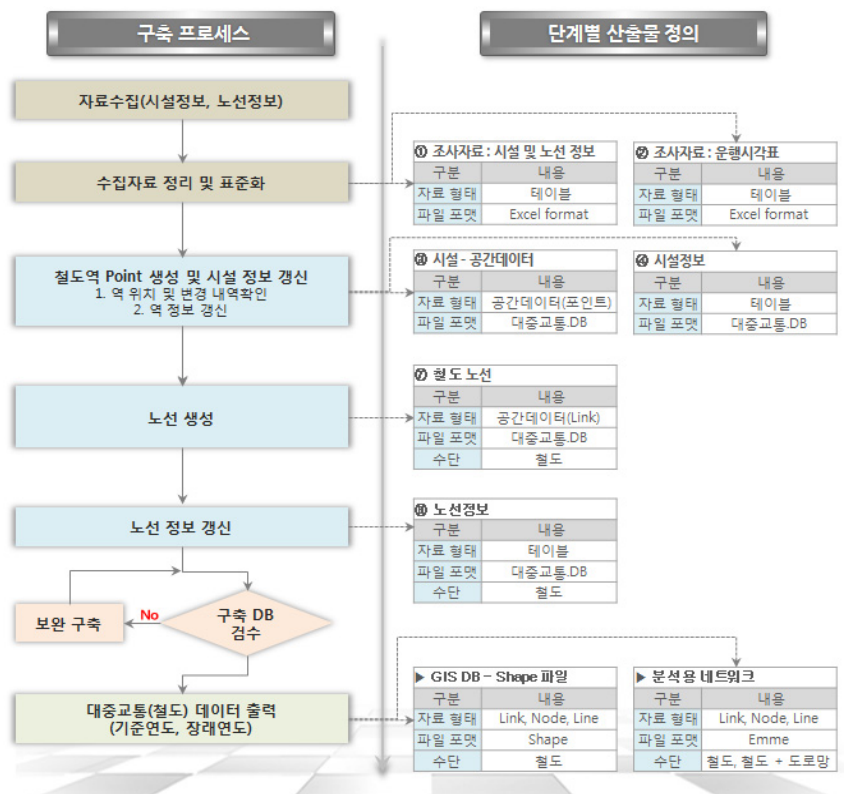 구축 프로세스
단계별 산출물 정의
자료수집(시설정보, 노선정보)
수집자료 정리 및 표준화
철도역 Point 생성 및 시설 정보 갱신
1. 역 위치 및 변경 내역확인
2. 역 정보 갱신
노선 생성
노선 정보 갱신
보완 구축
No
구축 DB
검수
대중교통(철도) 데이터 출력
(기준연도, 장래연도)
① 조사자료 : 시설 및 노선 정보
구분 내용
자료 형태 테이블
파일 포맷 Excel format
② 조사자료 : 운행시각표
구분 내용
자료 형태 테이블
파일 포맷 Excel format
③ 시설 - 공간데이터
구분 내용
자료 형태 공간데이터(포인트)
파일 포맷 대중교통.DB
④ 시설정보
구분 내용
자료 형태 테이블
파일 포맷 대중교통.DB
⑦ 철도 노선
구분 내용
자료 형태 공간데이터(Link)
파일 포맷 대중교통.DB
수단 철도
노선정보
구분 내용
자료 형태 테이블
파일 포맷 대중교통.DB
수단 철도
▶ GIS DB – Shape 파일
구분 내용
자료 형태 Link, Node, Line
파일 포맷 Shape
수단 철도
▶ 분석용 네트워크
구분 내용
자료 형태 Link, Node, Line
파일 포맷 Emme
수단 철도, 철도 + 도로망